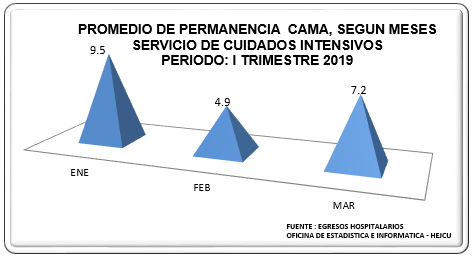 PROMEDIO DE PERMANENCIA CAMA, SEGUN MESES
SERVICIO DE CUIDADOS INTENSIVOS
PERIODO: I TRIMESTRE 2019
9.5
4.9
7.2
ENE
FEB
MAR
FUENTE : EGRESOS HOSPITALARIOS
OFICINA DE ESTADISTICA E INFORMATICA - HEJCU